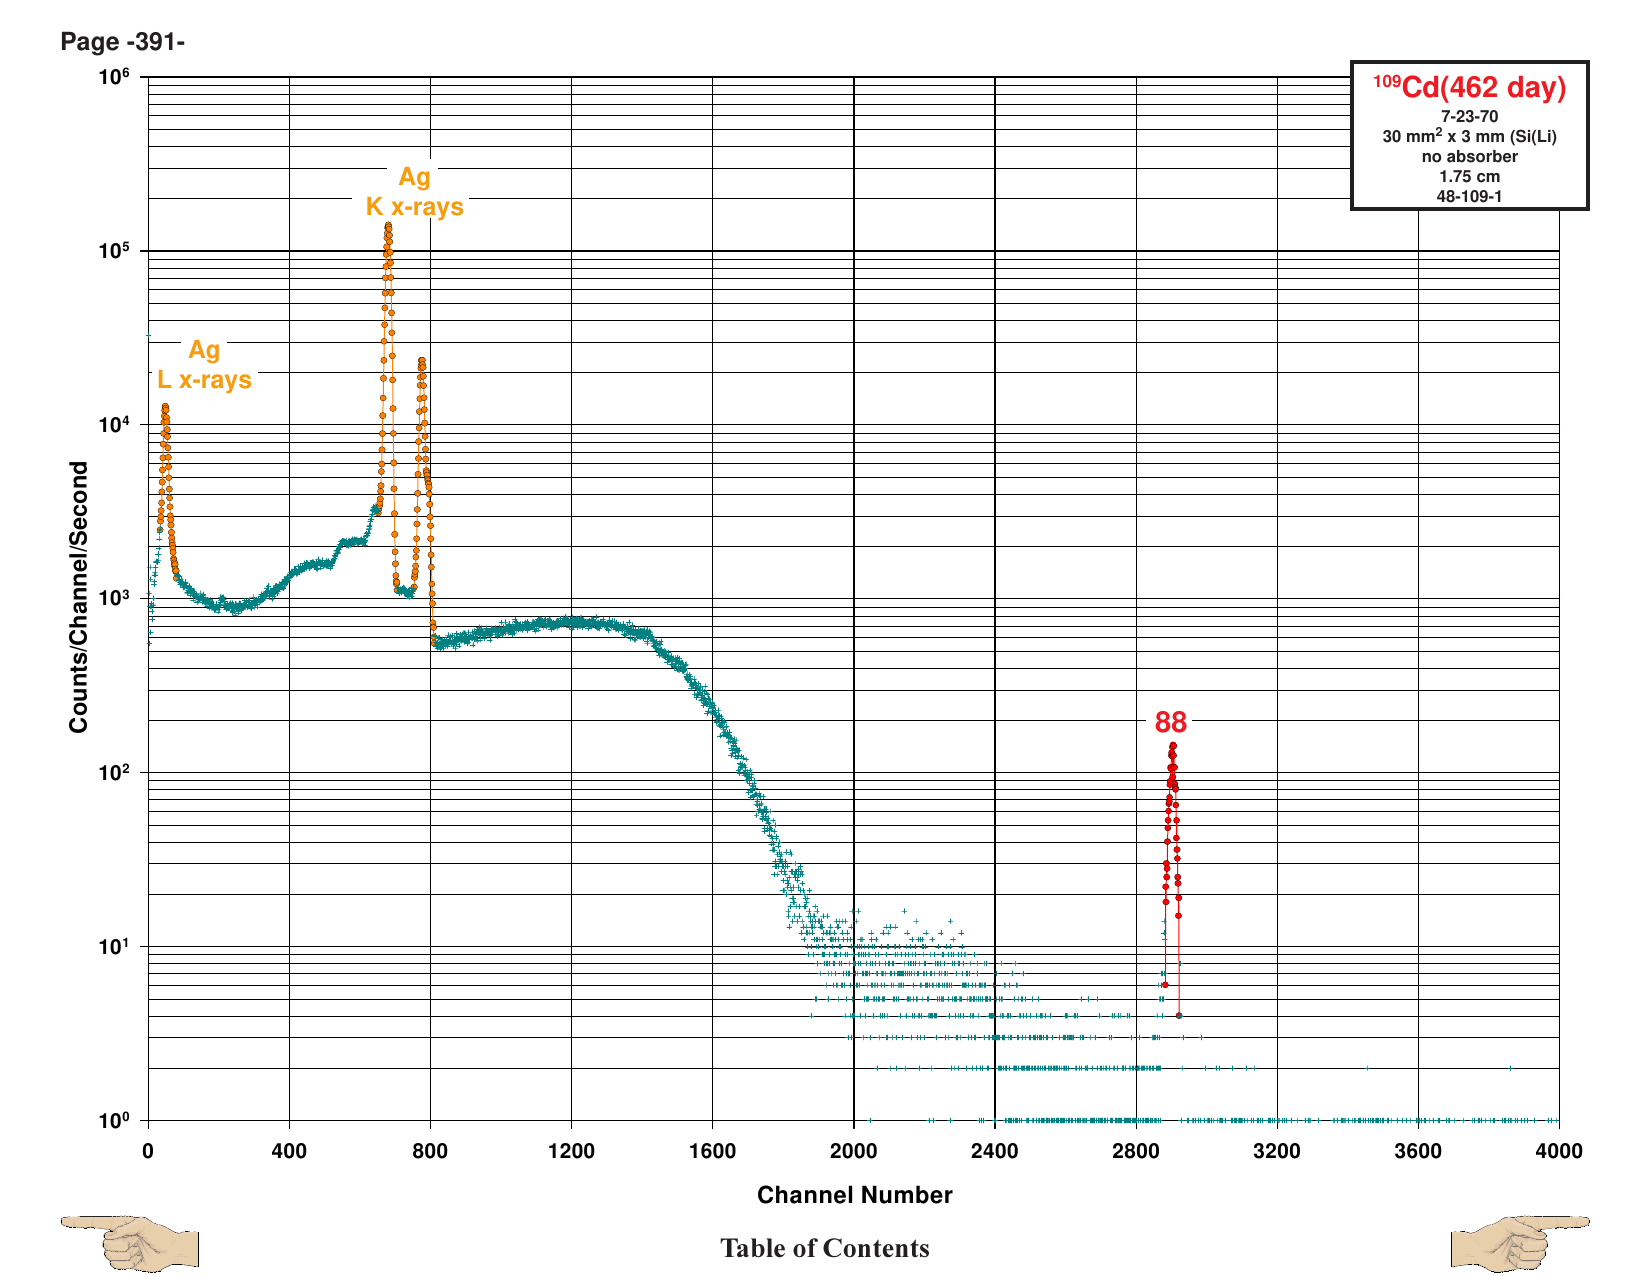 Page -391-
¹⁰⁹Cd(462 day)
7-23-70
30 mm² x 3 mm (Si(Li)
no absorber
1.75 cm
48-109-1
10⁶
10⁵
10⁴
10³
10²
10¹
10⁰
Counts/Channel/Second
Ag
K x-rays
Ag
L x-rays
88
0 400 800 1200 1600 2000 2400 2800 3200 3600 4000
Channel Number
Table of Contents